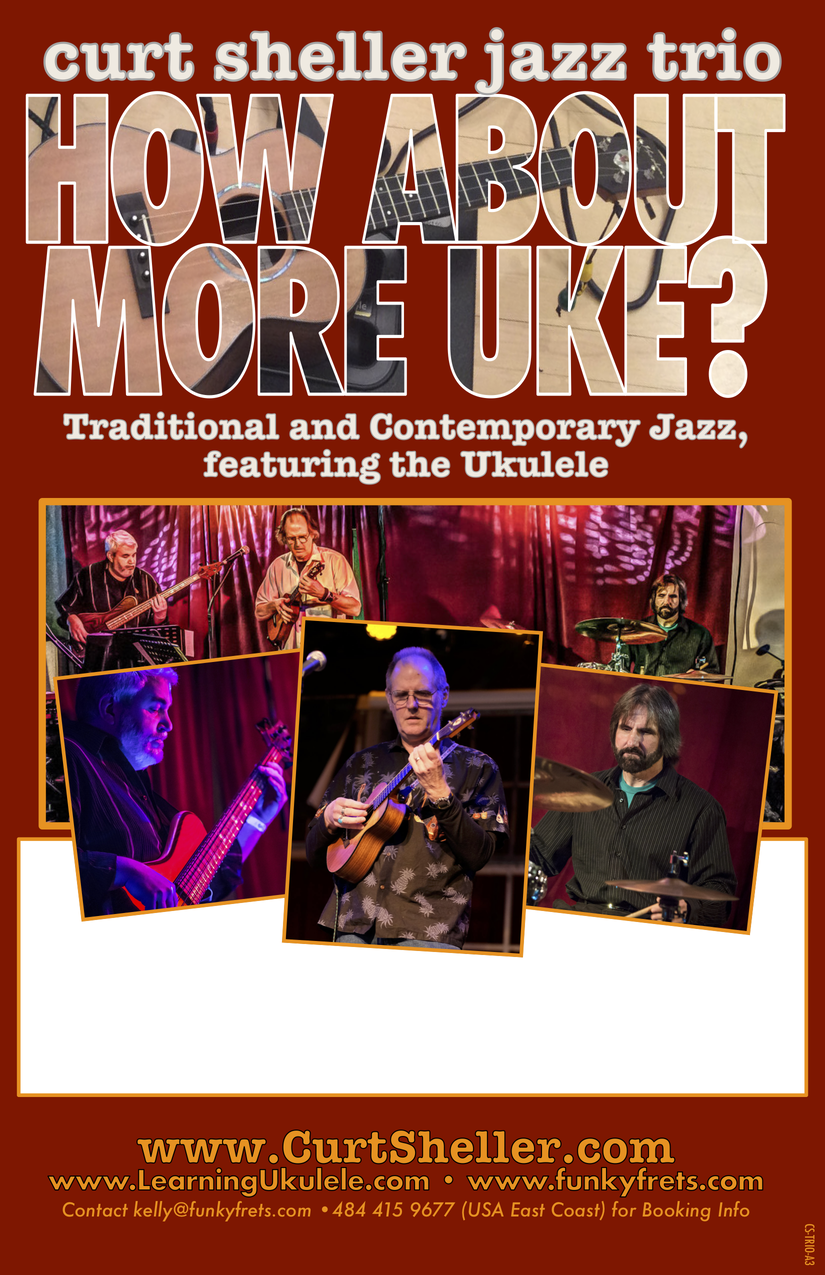 curt sheller jazz trio
HOW ABOUT
MORE UKE?
Traditional and Contemporary Jazz,
featuring the Ukulele
www.CurtSheller.com
www.LearningUkulele.com • www.funkyfrets.com
Contact kelly@funkyfrets.com • 484 415 9677 (USA East Coast) for Booking Info
CS-TRIO-A3